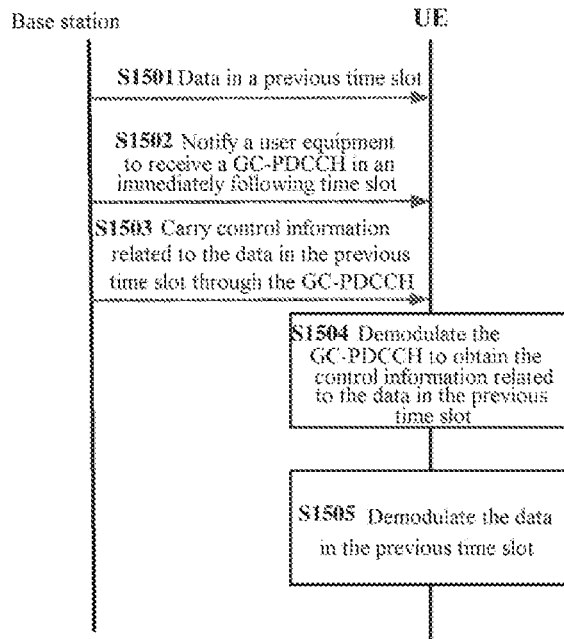 Base station
UE
S1501 Data in a previous time slot
S1502 Notify a user equipment
to receive a GC-PDCCH in an
immediately following time slot
S1503 Carry control information
related to the data in the previous
time slot through the GC-PDCCH
S1504 Demodulate the
GC-PDCCH to obtain the
control information related
to the data in the previous
time slot
S1505 Demodulate the data
in the previous time slot